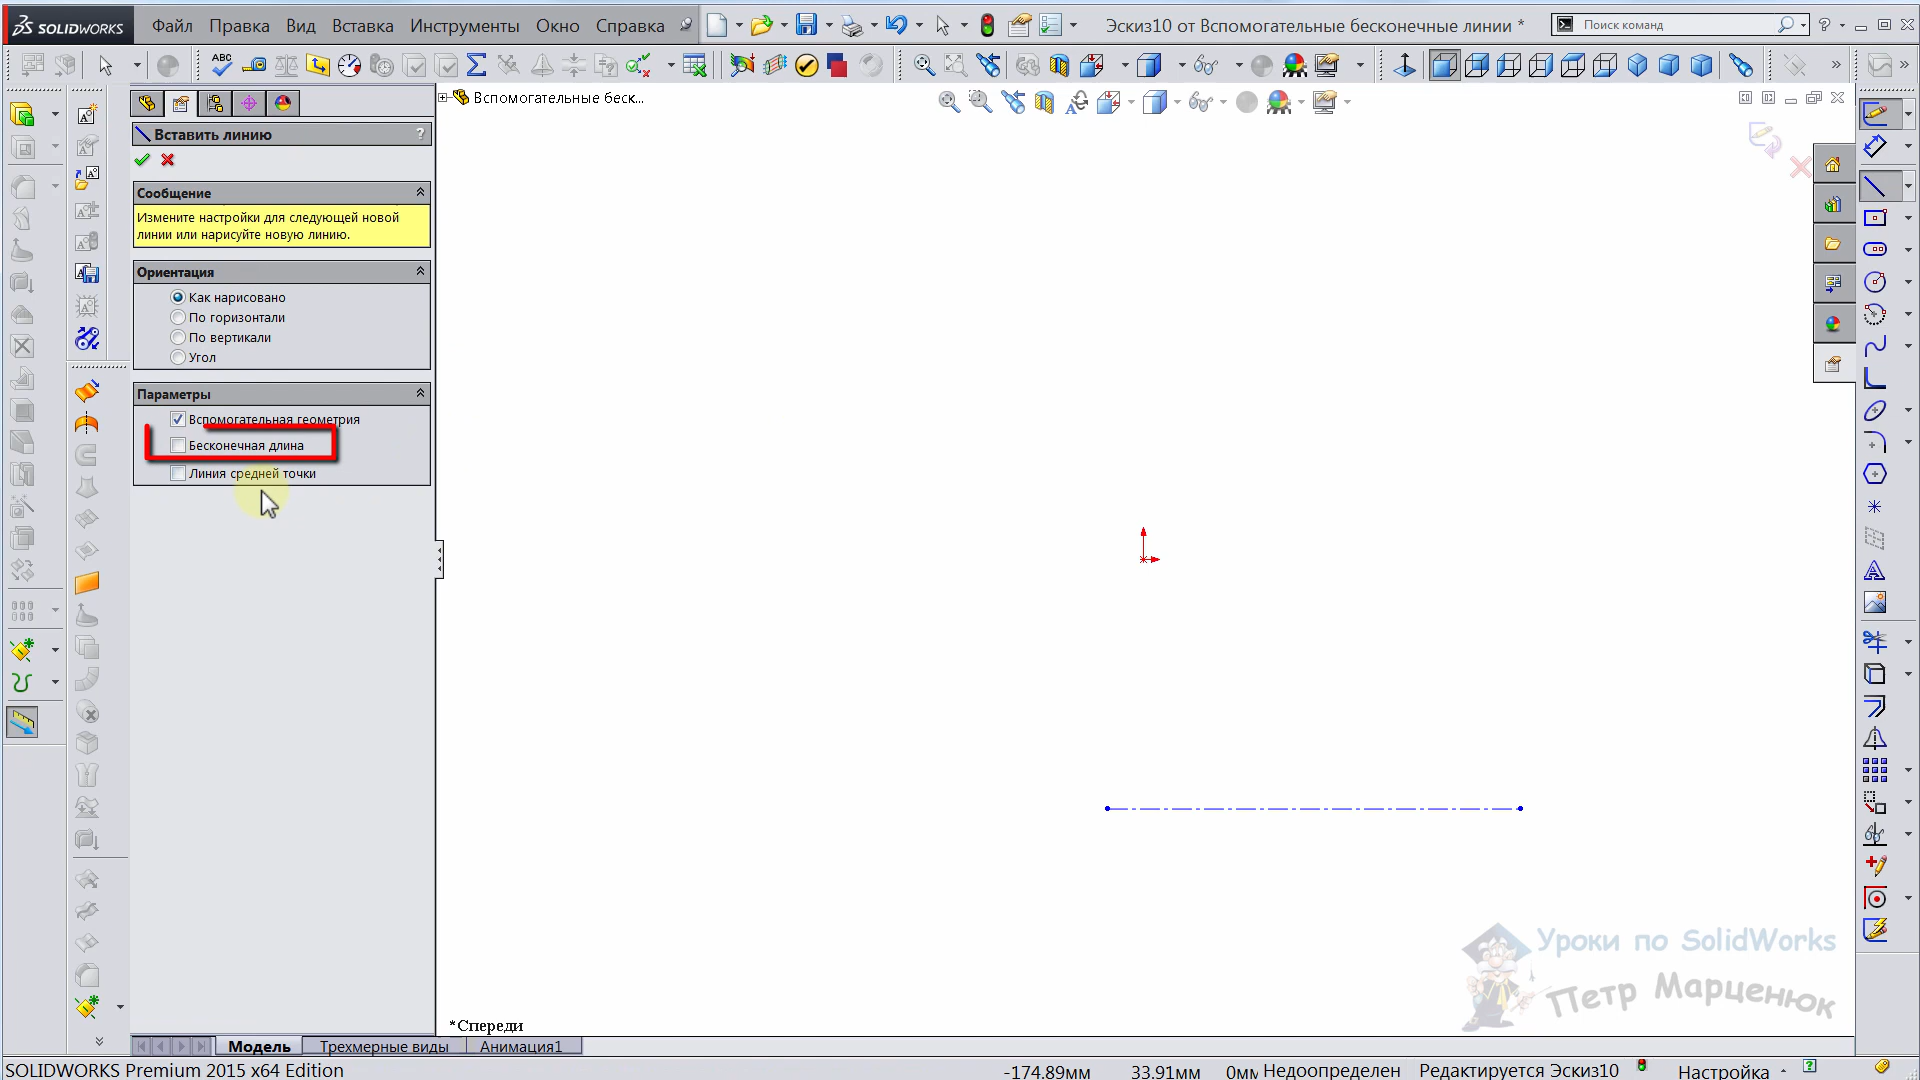 SOLIDWORKS
Файл Правка Вид Вставка Инструменты Окно Справка
Эскиз10 от Вспомогательные бесконечные линии *
Поиск команд
Вспомогательные беск...
Вставить линию
?
Сообщение
Измените настройки для следующей новой
линии или нарисуйте новую линию.
Ориентация
Как нарисовано
По горизонтали
По вертикали
Угол
Параметры
Вспомогательная геометрия
Бесконечная длина
Линия средней точки
Уроки по SolidWorks
Петр Марценюк
*Спереди
Модель Трехмерные виды Анимация1
SOLIDWORKS Premium 2015 x64 Edition
-174.89мм 33.91мм 0мм Недоопределен Редактируется Эскиз10 Настройка